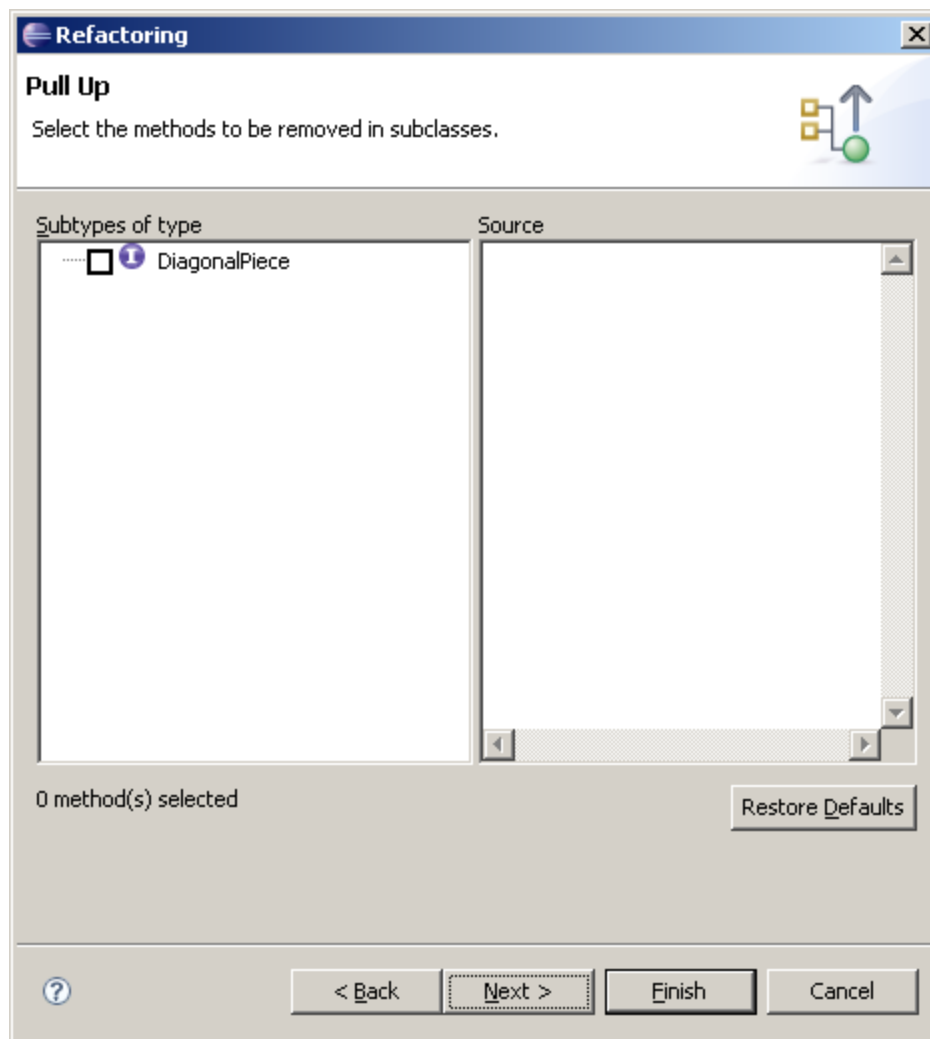 Refactoring
Pull Up
Select the methods to be removed in subclasses.
Subtypes of type
Source
DiagonalPiece
0 method(s) selected
Restore Defaults
?
< Back
Next >
Finish
Cancel